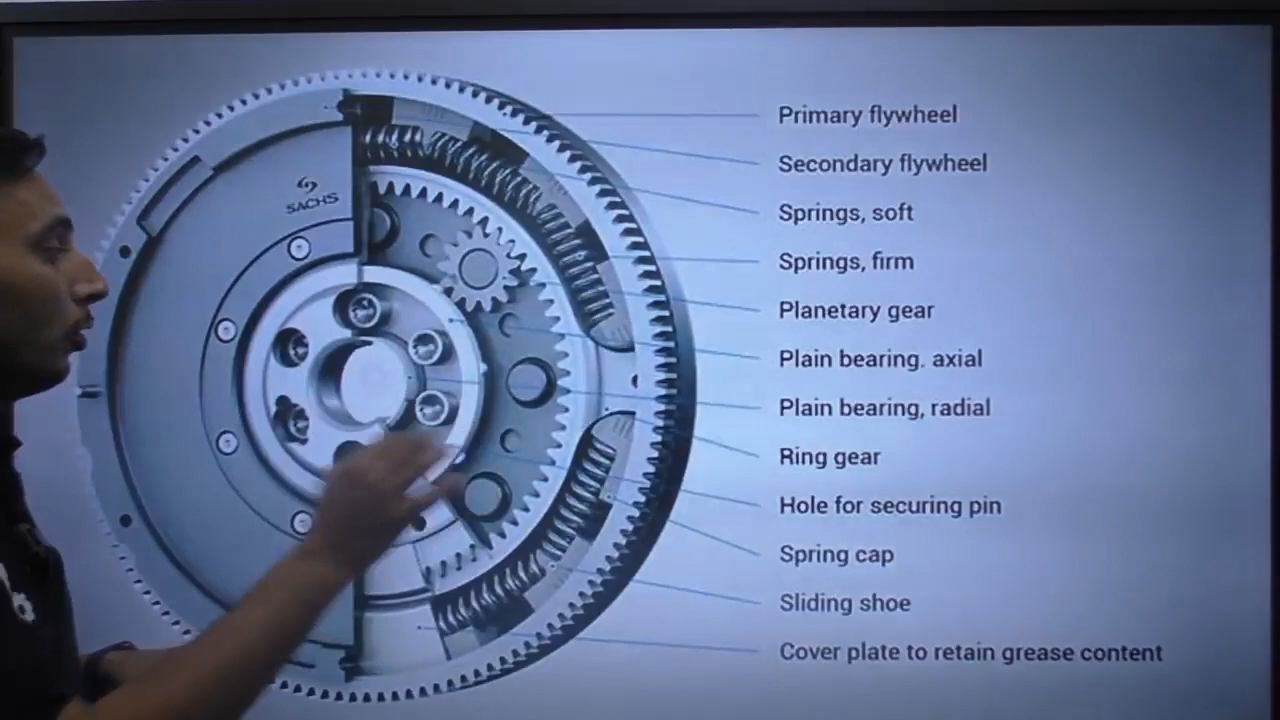 SACHS
Primary flywheel
Secondary flywheel
Springs, soft
Springs, firm
Planetary gear
Plain bearing. axial
Plain bearing, radial
Ring gear
Hole for securing pin
Spring cap
Sliding shoe
Cover plate to retain grease content